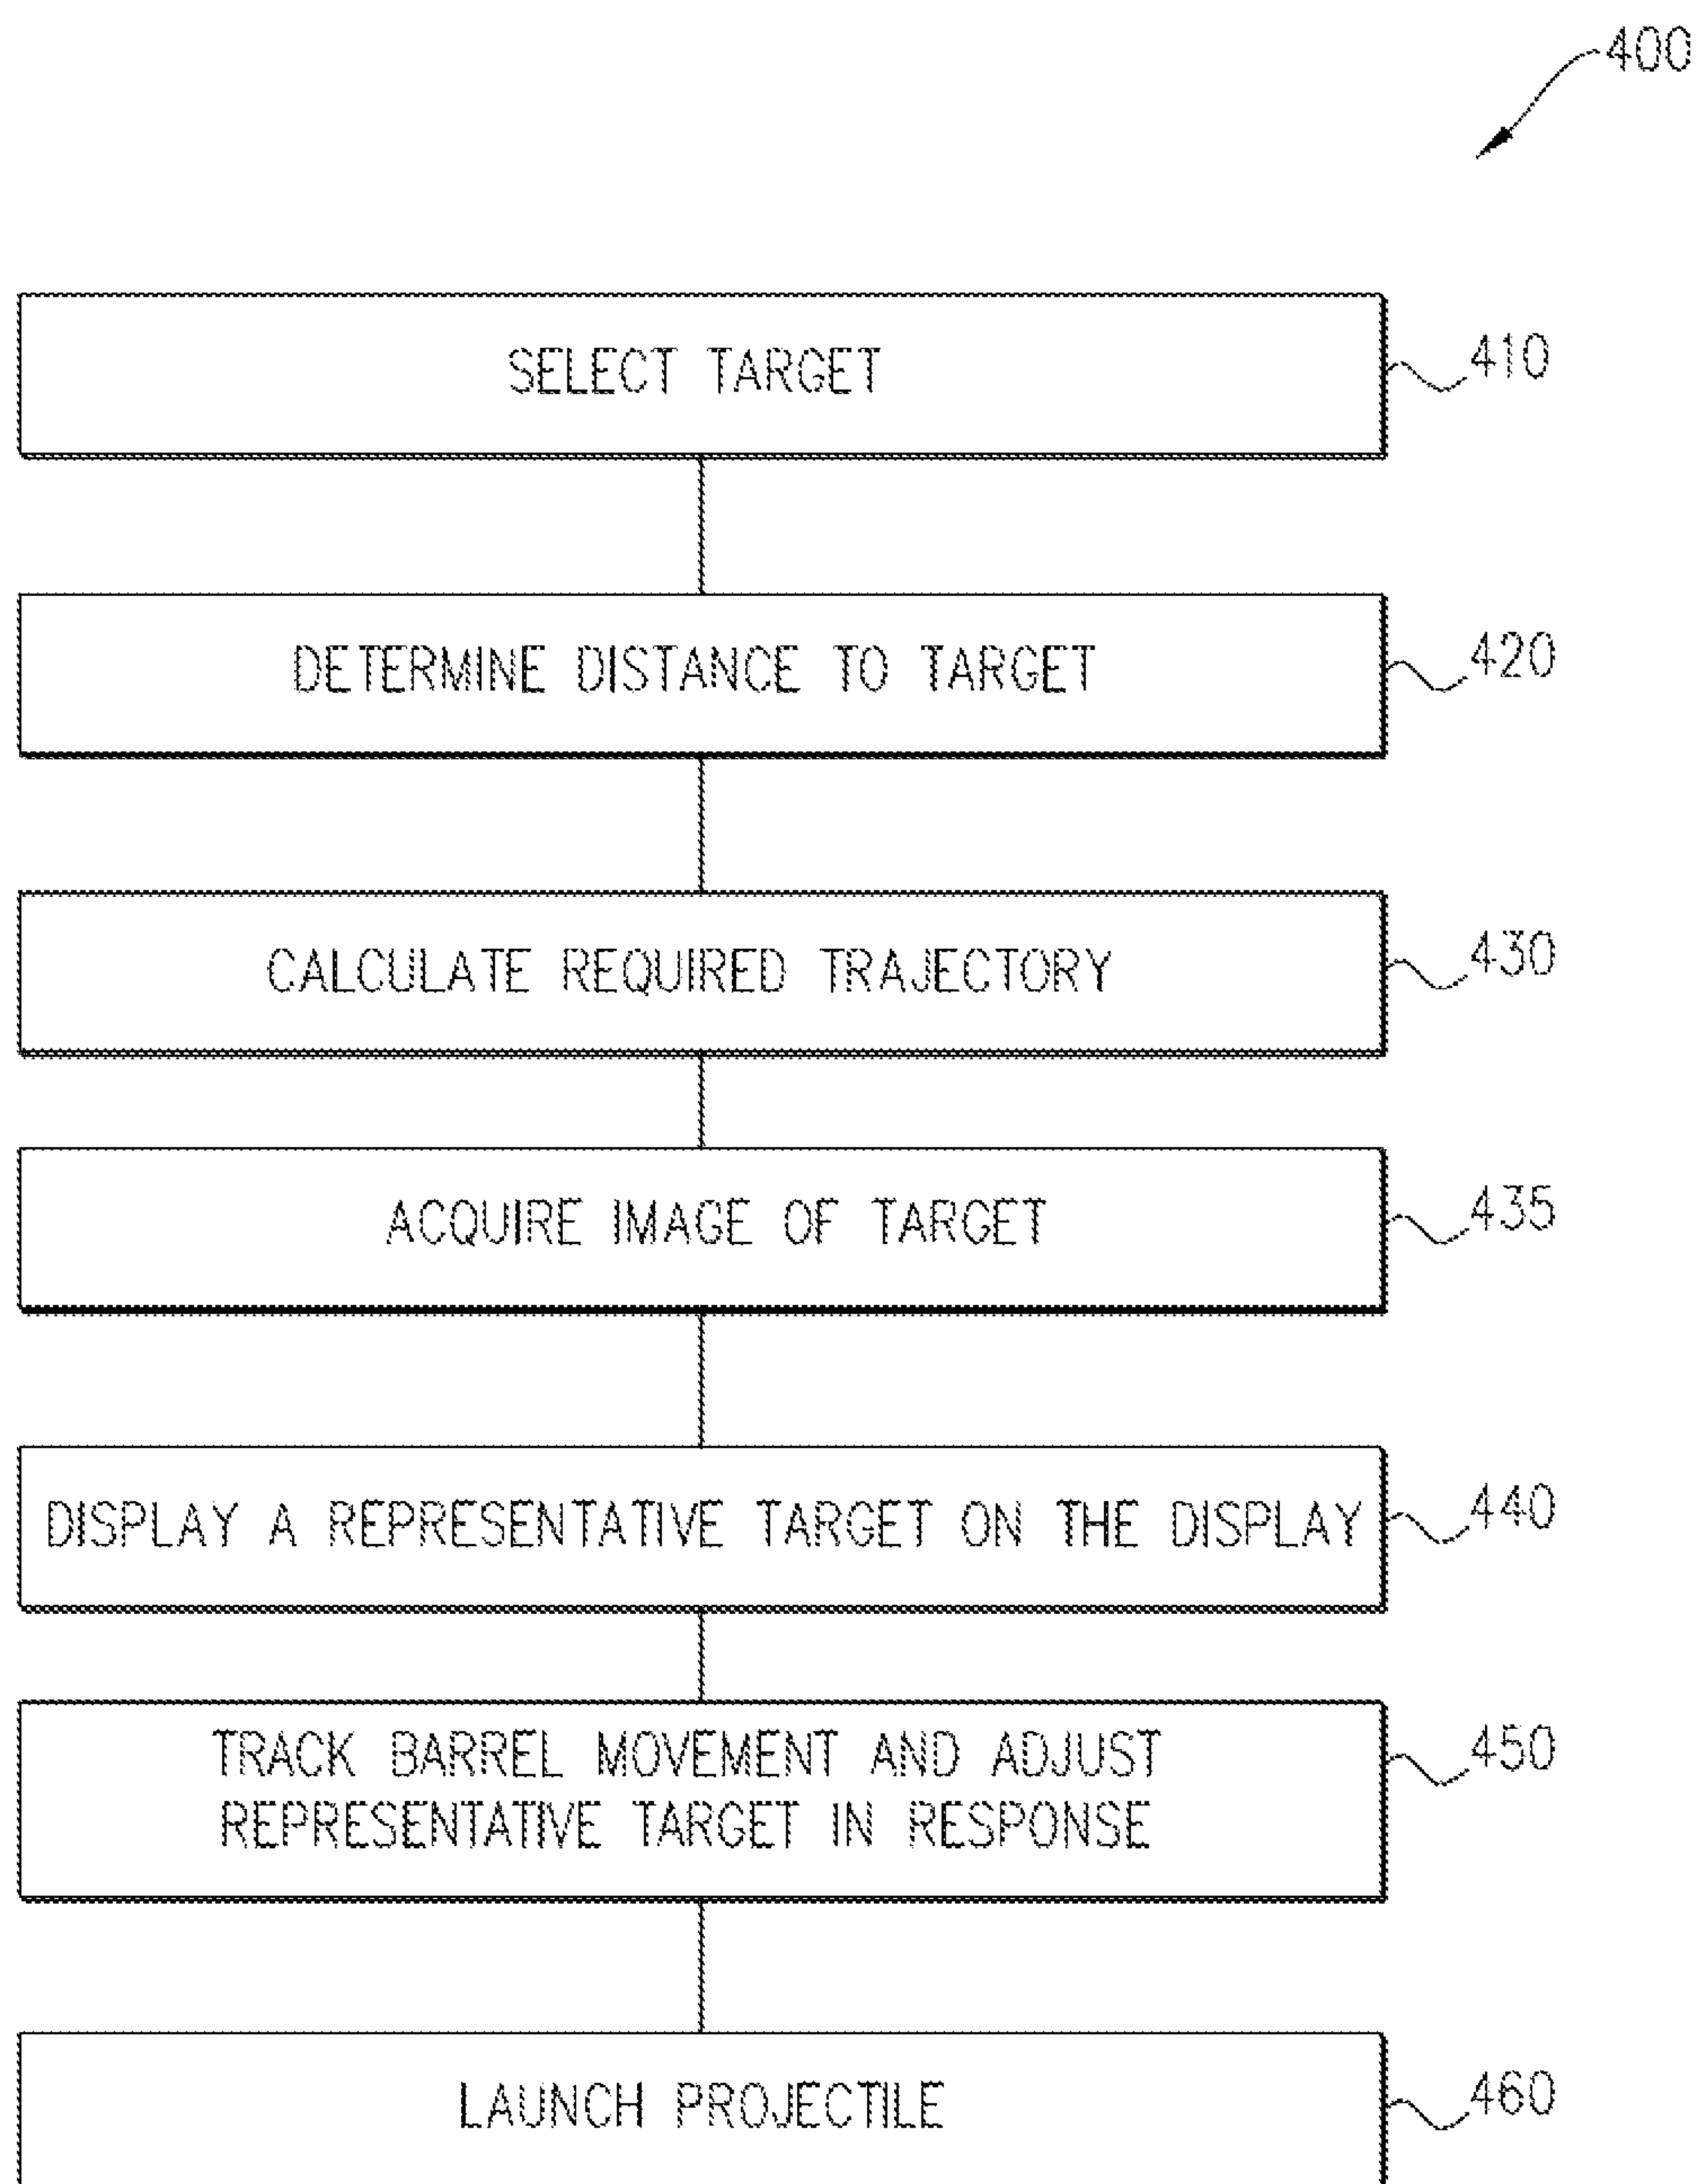 400
SELECT TARGET
410
DETERMINE DISTANCE TO TARGET
420
CALCULATE REQUIRED TRAJECTORY
430
ACQUIRE IMAGE OF TARGET
435
DISPLAY A REPRESENTATIVE TARGET ON THE DISPLAY
440
TRACK BARREL MOVEMENT AND ADJUST
REPRESENTATIVE TARGET IN RESPONSE
450
LAUNCH PROJECTILE
460